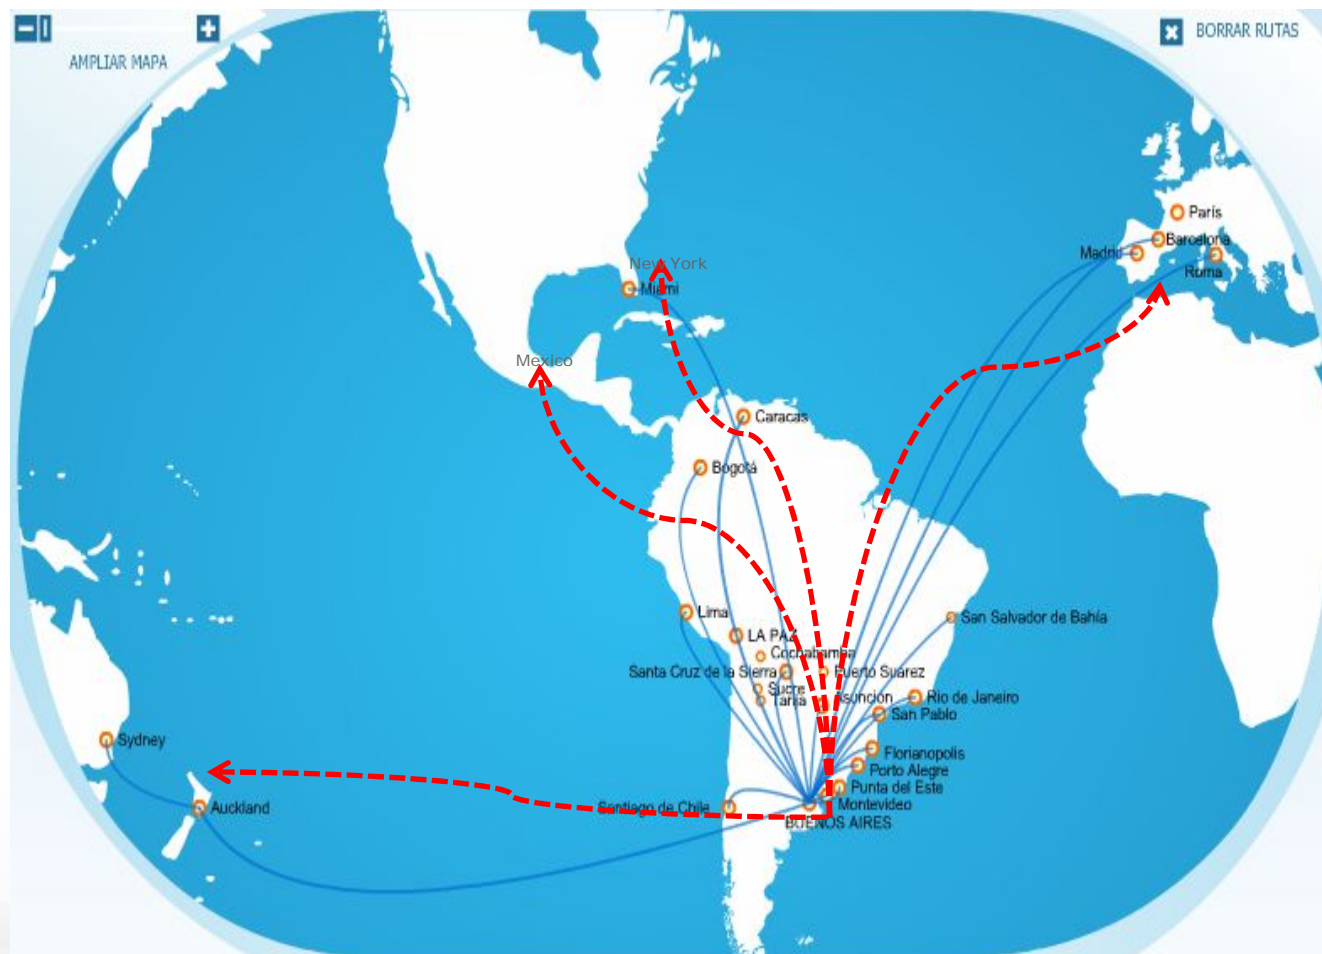 AMPLIAR MAPA
BORRAR RUTAS
París
Barcelona
Madrid
Roma
New York
Miami
Mexico
Caracas
Bogotá
Lima
LA PAZ
Cochabamba
Santa Cruz de la Sierra
Puerto Suarez
Sucre
Tarija
Asunción
San Salvador de Bahía
Rio de Janeiro
San Pablo
Sydney
Florianopolis
Porto Alegre
Punta del Este
Auckland
Santiago de Chile
Montevideo
BUENOS AIRES